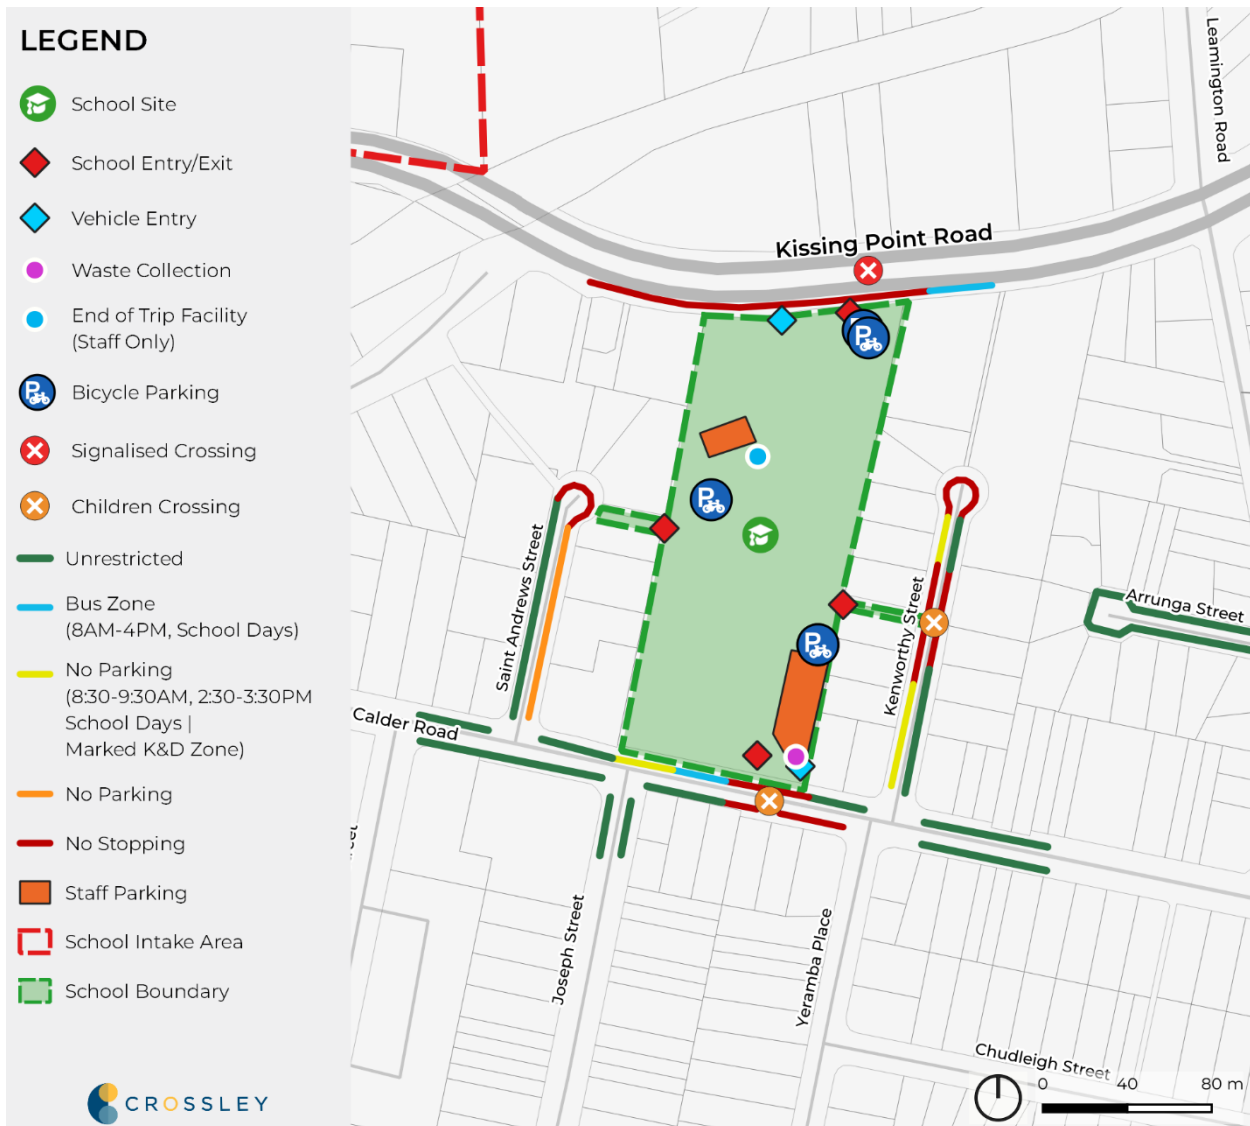 LEGEND
School Site
School Entry/Exit
Vehicle Entry
Waste Collection
End of Trip Facility
(Staff Only)
Bicycle Parking
Signalised Crossing
Children Crossing
Unrestricted
Bus Zone
(8AM-4PM, School Days)
No Parking
(8:30-9:30AM, 2:30-3:30PM
School Days |
Marked K&D Zone)
No Parking
No Stopping
Staff Parking
School Intake Area
School Boundary
CROSSLEY
Leamington Road
Kissing Point Road
P
P
P
Saint Andrews Street
Kenworthy Street
Arrunga Street
Calder Road
Joseph Street
Yeramba Place
Chudleigh Street
0 40 80 m